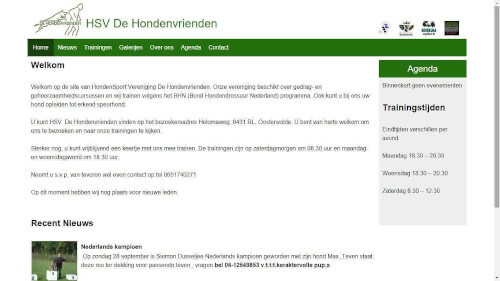 DE HONDENVRIENDEN
HSV De Hondenvrienden
Home Nieuws Trainingen Galerijen Over ons Agenda Contact
Welkom
Welkom op de site van HondenSport Vereniging De Hondenvrienden. Onze vereniging beschikt over gedrag- en
gehoorzaamheidscursussen en wij trainen volgens het BHN (Bond Hondendressuur Nederland) programma. Ook kunt u bij ons uw
hond opleiden tot erkend speurhond.
U kunt HSV De Hondenvrienden vinden op het bezoekersadres Helomaweg, 8431 BL, Oosterwolde. U bent van harte welkom om
ons te bezoeken en naar onze trainingen te kijken.
Sterker nog, u kunt vrijblijvend een keertje met ons mee trainen. De trainingen zijn op zaterdagmorgen om 08.30 uur en maandag-
en woensdagavond om 18.30 uur.
Neemt u s.v.p. van tevoren wel even contact op:tel 0651740271
Op dit moment hebben wij nog plaats voor nieuwe leden.
Recent Nieuws
Nederlands kampioen
Op zondag 28 september is Siemon Dusseljee Nederlands kampioen geworden met zijn hond Max ,Teven staat
deze reu ter dekking voor passende teven , vragen bel 06-12649853 v.t.f.f,karaktervolle pup,s
Agenda
Binnenkort geen evenementen
Trainingstijden
Eindtijden verschillen per
avond
Maandag 18.30 – 20.30
Woensdag 18.30 – 20.30
Zaterdag 8.30 – 12.30